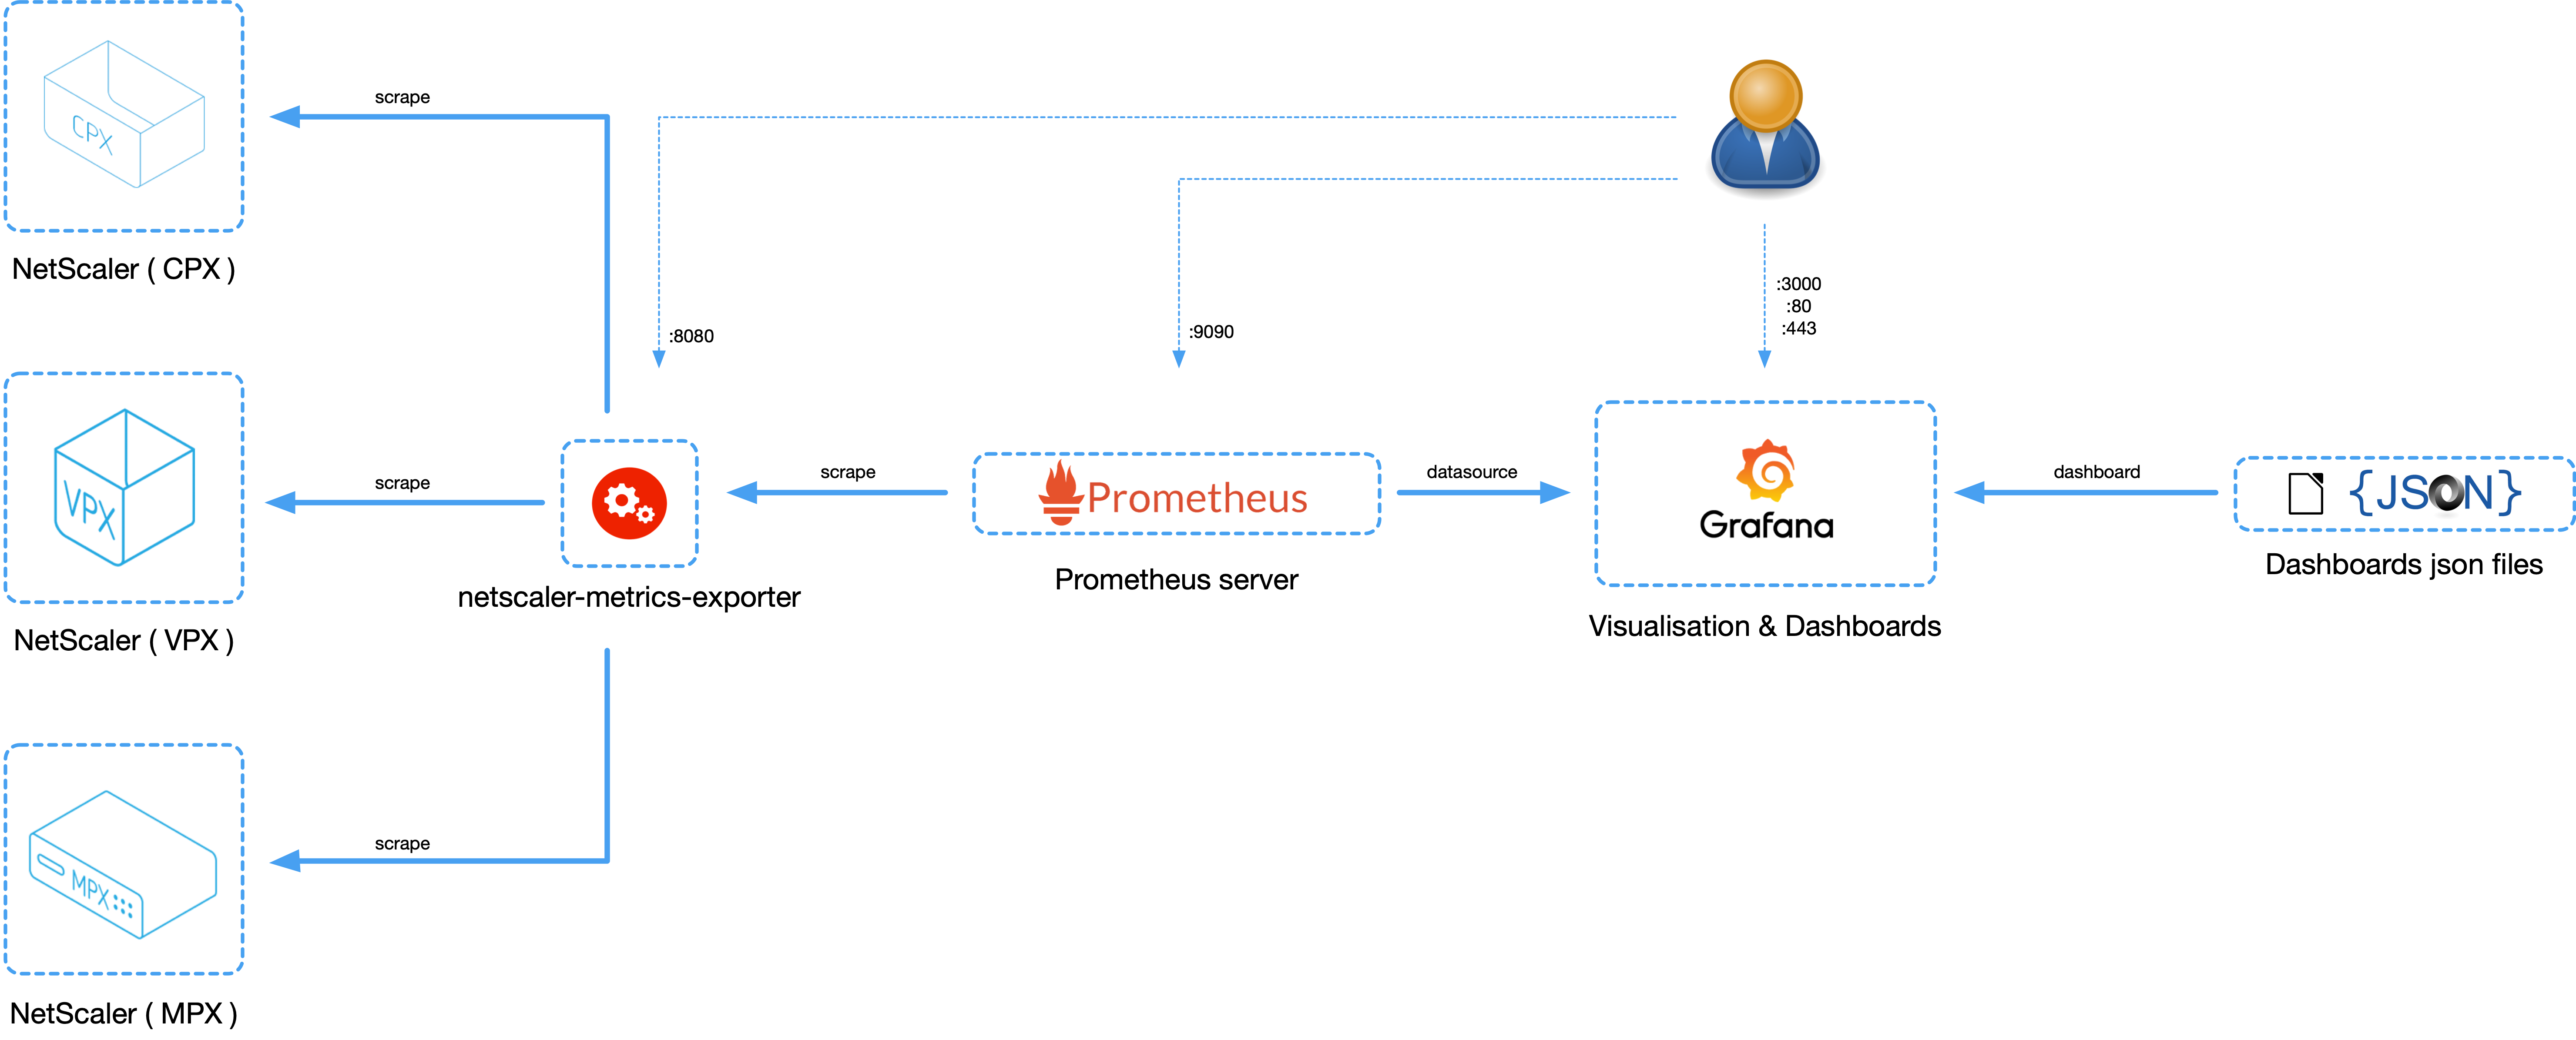 CPX
NetScaler ( CPX )
scrape
:8080
:9090
:3000
:80
:443
VPX
NetScaler ( VPX )
scrape
netscaler-metrics-exporter
scrape
Prometheus
Prometheus server
datasource
Grafana
Visualisation & Dashboards
dashboard
{JSON}
Dashboards json files
MPX
NetScaler ( MPX )
scrape